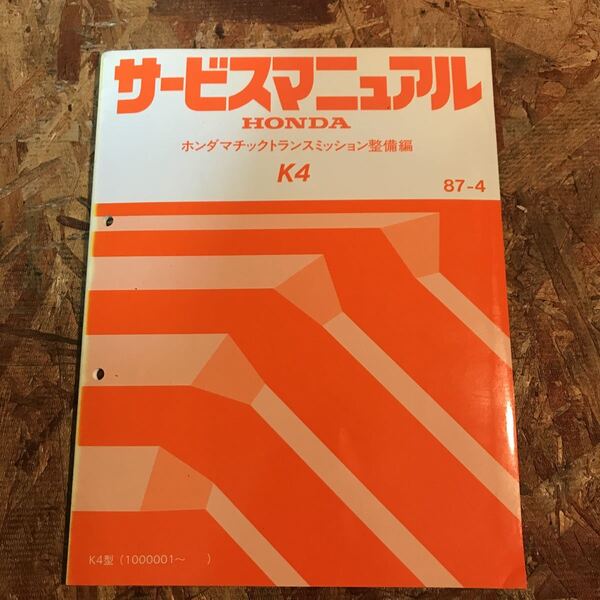 サービスマニュアル
HONDA
ホンダマチックトランスミッション整備編
K4
87-4
K4型 (1000001～　　)